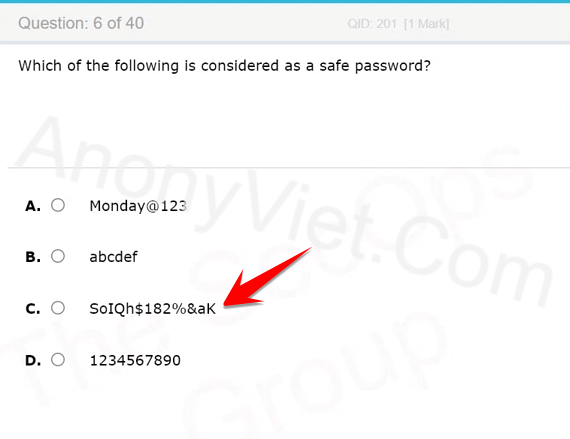 Question: 6 of 40
QID: 201 [1 Mark]
Which of the following is considered as a safe password?
AnonyViet.Com
The SecOps
Group
A. Monday@123
B. abcdef
C. SoIQh$182%&aK
D. 1234567890